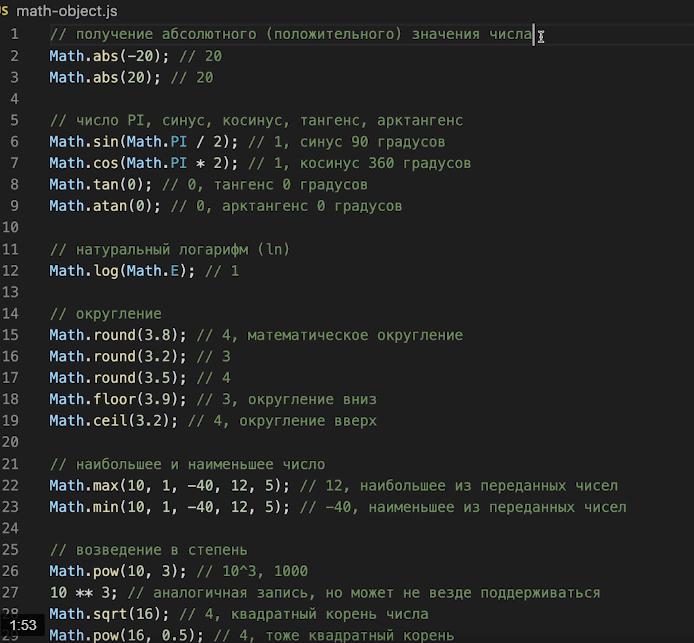 JS math-object.js
1 // получение абсолютного (положительного) значения числа
2 Math.abs(-20); // 20
3 Math.abs(20); // 20
4
5 // число PI, синус, косинус, тангенс, арктангенс
6 Math.sin(Math.PI / 2); // 1, синус 90 градусов
7 Math.cos(Math.PI * 2); // 1, косинус 360 градусов
8 Math.tan(0); // 0, тангенс 0 градусов
9 Math.atan(0); // 0, арктангенс 0 градусов
10
11 // натуральный логарифм (ln)
12 Math.log(Math.E); // 1
13
14 // округление
15 Math.round(3.8); // 4, математическое округление
16 Math.round(3.2); // 3
17 Math.round(3.5); // 4
18 Math.floor(3.9); // 3, округление вниз
19 Math.ceil(3.2); // 4, округление вверх
20
21 // наибольшее и наименьшее число
22 Math.max(10, 1, -40, 12, 5); // 12, наибольшее из переданных чисел
23 Math.min(10, 1, -40, 12, 5); // -40, наименьшее из переданных чисел
24
25 // возведение в степень
26 Math.pow(10, 3); // 10^3, 1000
27 10 ** 3; // аналогичная запись, но может не везде поддерживаться
28 Math.sqrt(16); // 4, квадратный корень числа
1:53
29 Math.pow(16, 0.5); // 4, тоже квадратный корень